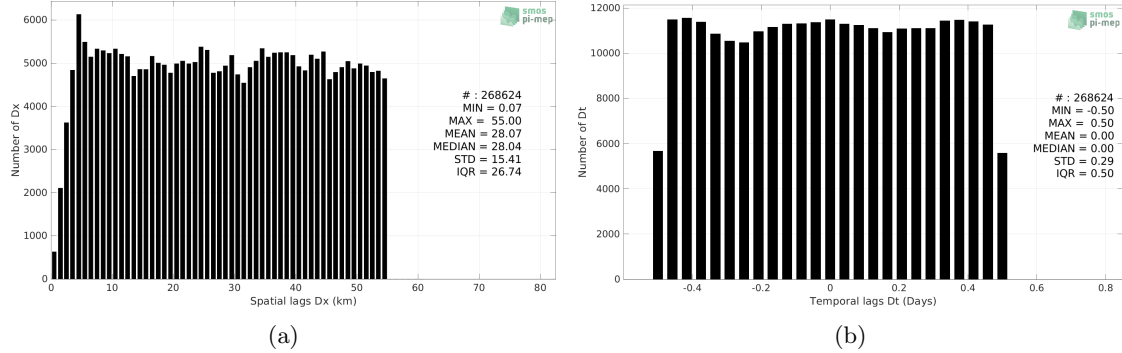 6000
5000
4000
3000
2000
1000
0
Number of Dx
smos
pi-mep
# : 268624
MIN = 0.07
MAX = 55.00
MEAN = 28.07
MEDIAN = 28.04
STD = 15.41
IQR = 26.74
0 10 20 30 40 50 60 70 80
Spatial lags Dx (km)
(a)
12000
10000
8000
6000
4000
2000
0
Number of Dt
smos
pi-mep
# : 268624
MIN = -0.50
MAX = 0.50
MEAN = 0.00
MEDIAN = 0.00
STD = 0.29
IQR = 0.50
-0.4 -0.2 0 0.2 0.4 0.6 0.8
Temporal lags Dt (Days)
(b)